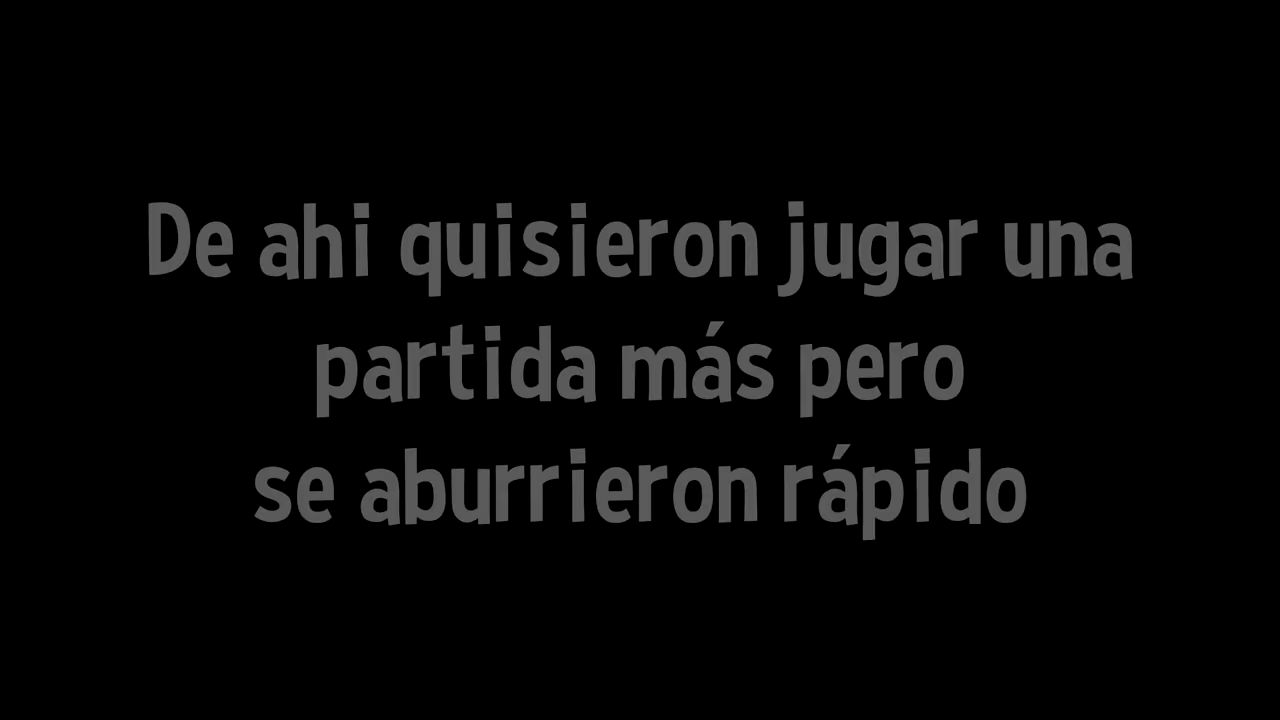 De ahi quisieron jugar una
partida más pero
se aburrieron rápido